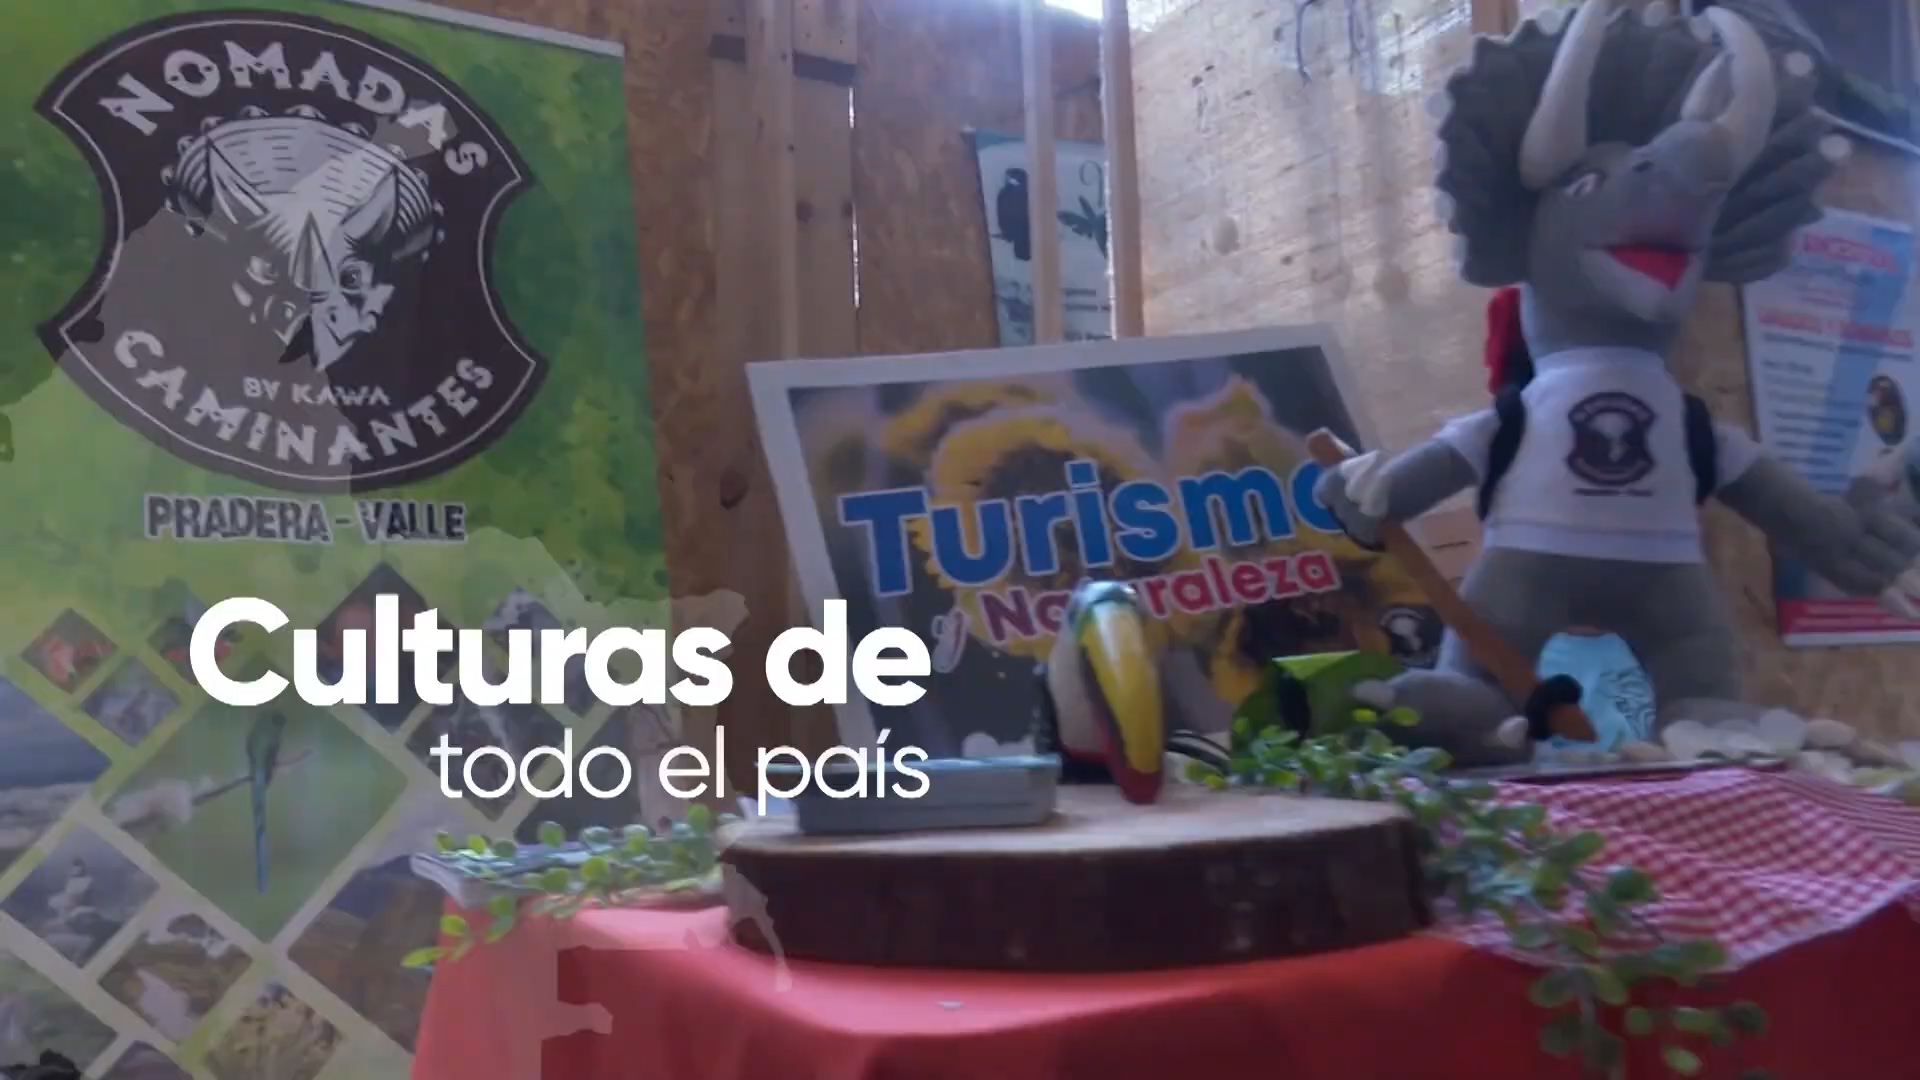 NOMADAS
BY KAWA
CAMINANTES
PRADERA - VALLE
Turismo
y Naturaleza
Culturas de
todo el país